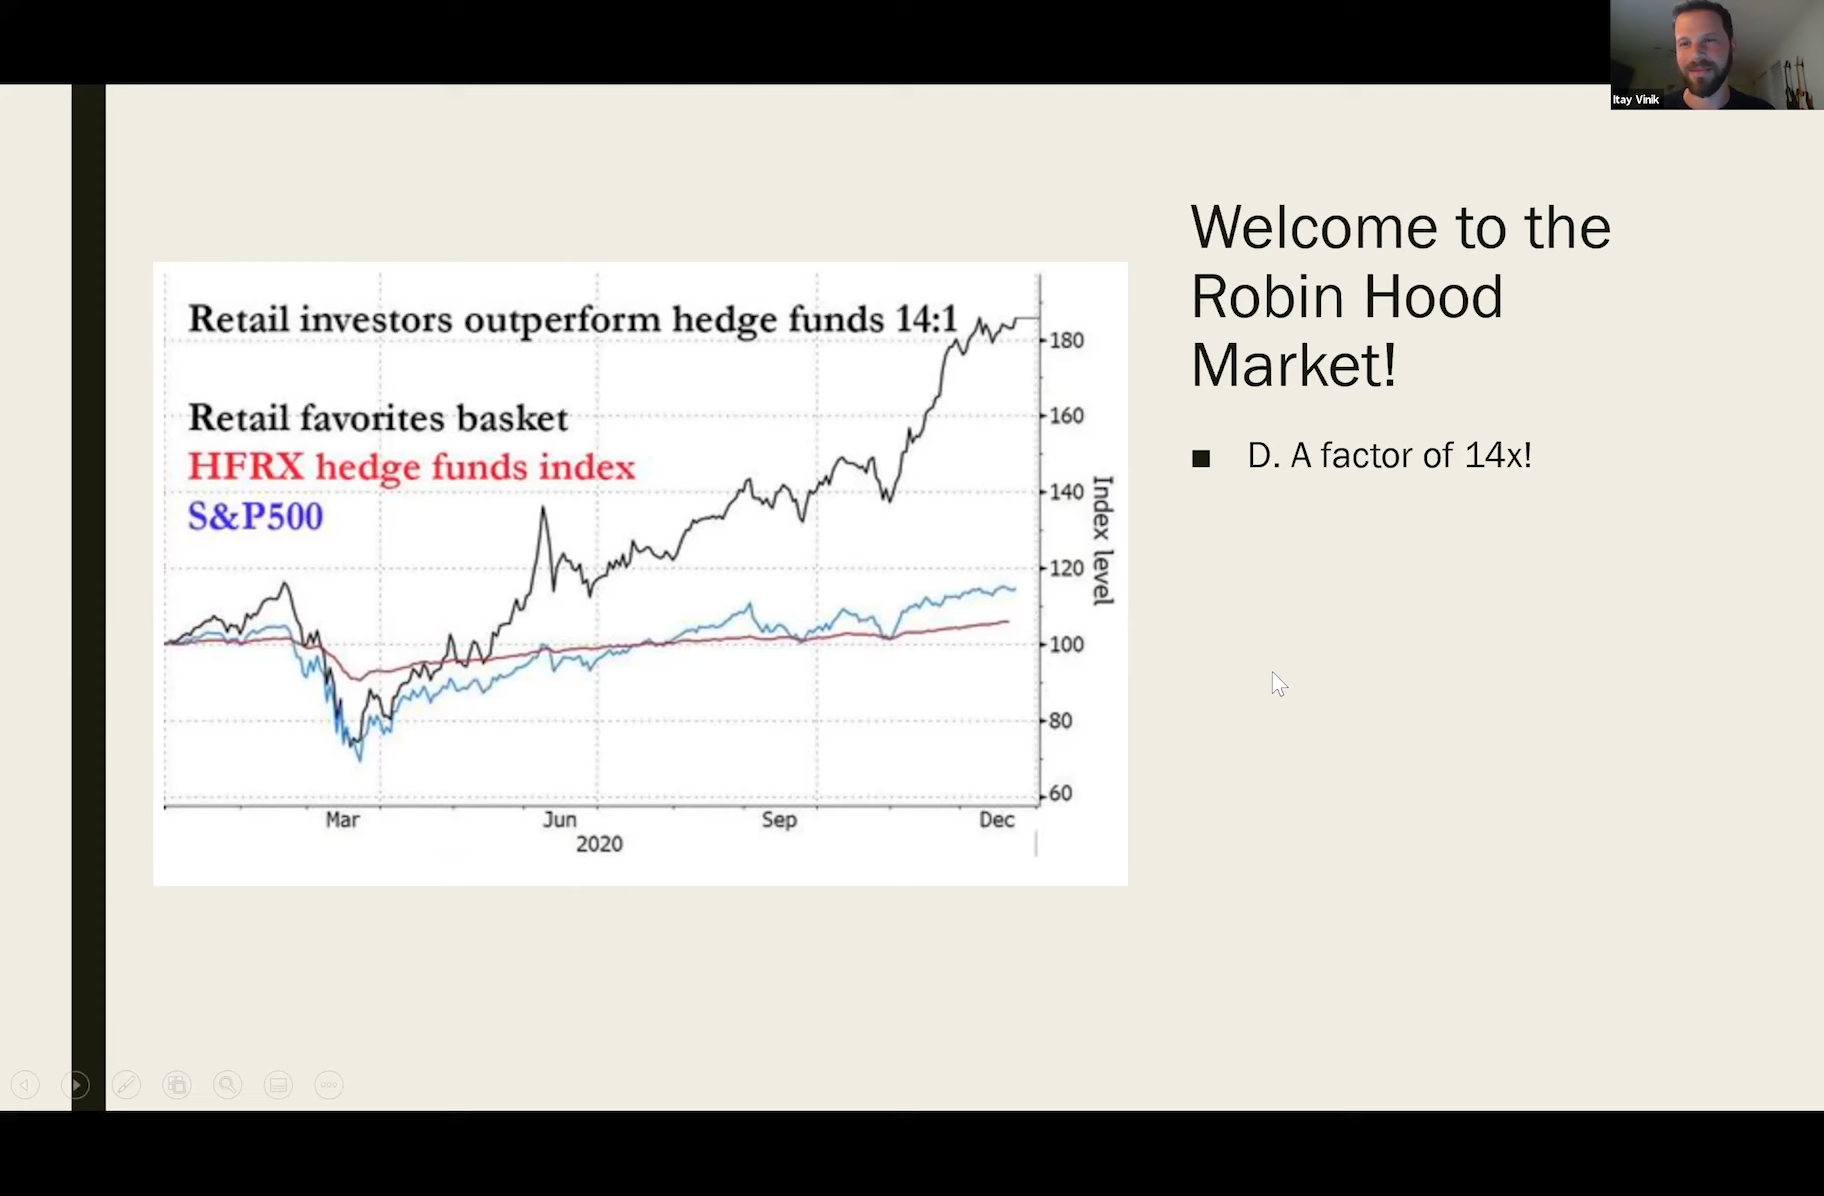 Itay Vinik
Welcome to the
Robin Hood
Market!
■ D. A factor of 14x!
Retail investors outperform hedge funds 14:1
Retail favorites basket
HFRX hedge funds index
S&P500
180
160
140
120
100
80
60
Index level
Mar Jun Sep Dec
2020